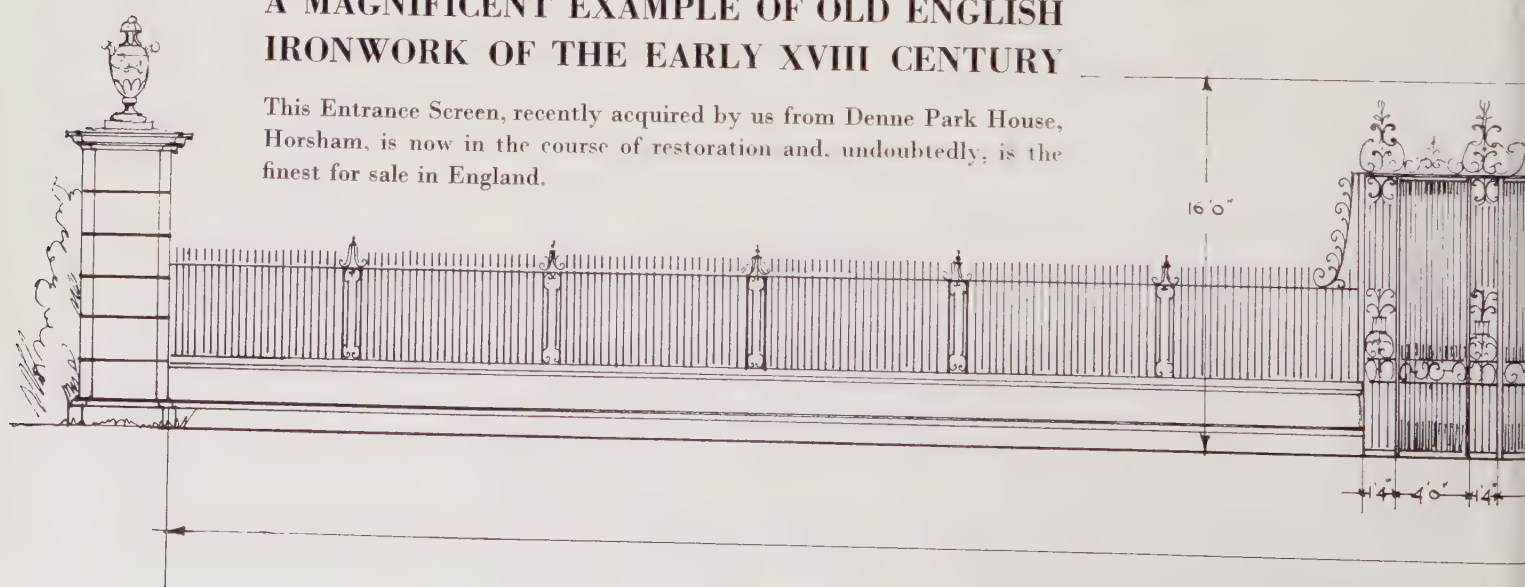 A MAGNIFICENT EXAMPLE OF OLD ENGLISH
IRONWORK OF THE EARLY XVIII CENTURY
This Entrance Screen, recently acquired by us from Denne Park House,
Horsham, is now in the course of restoration and, undoubtedly, is the
finest for sale in England.
16'0"
1'4" 4'0" 1'4"